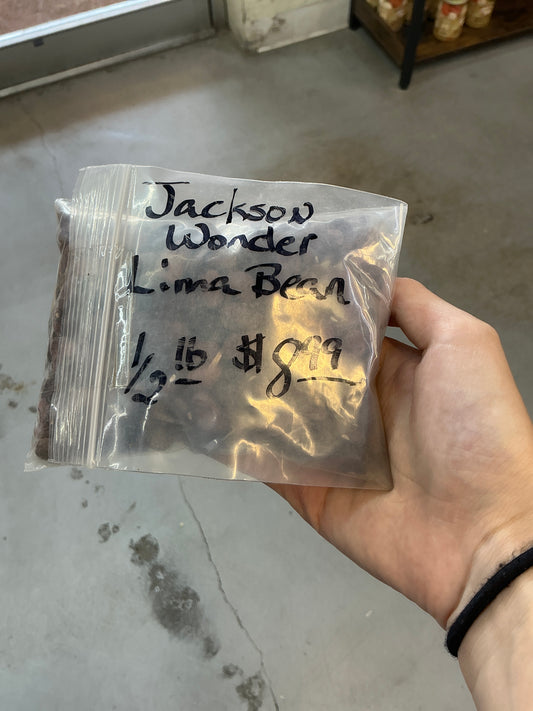 Jackson
Wonder
Lima Bean
1/2 lb $8.99